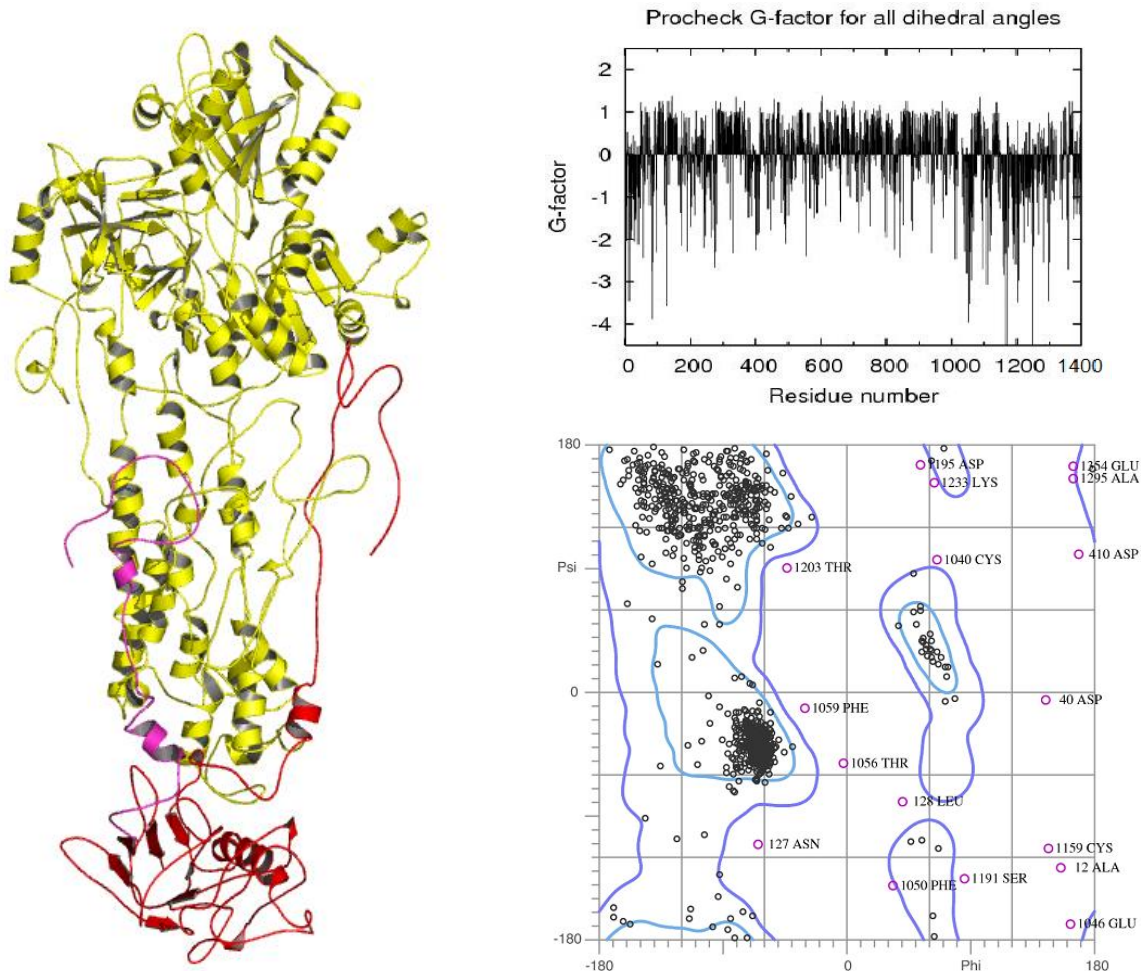 Procheck G-factor for all dihedral angles
2
1
0
-1
-2
-3
-4
G-factor
0 200 400 600 800 1000 1200 1400
Residue number
180
1195 ASP
1254 GLU
1295 ALA
1233 LYS
1040 CYS
410 ASP
Psi
1203 THR
0
40 ASP
1059 PHE
1056 THR
128 LEU
127 ASN
1159 CYS
12 ALA
1050 PHE
1191 SER
1046 GLU
-180
-180 0 Phi 180